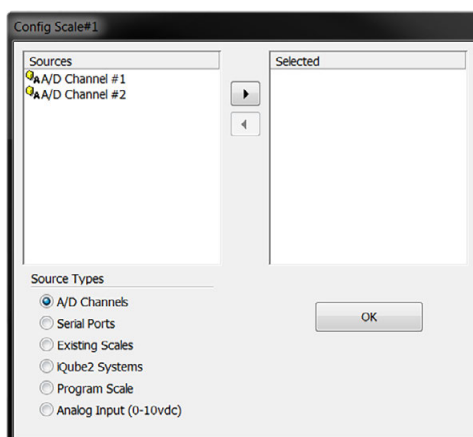 Config Scale#1
Sources
A/D Channel #1
A/D Channel #2
Selected
Source Types
A/D Channels
Serial Ports
Existing Scales
iQube2 Systems
Program Scale
Analog Input (0-10vdc)
OK